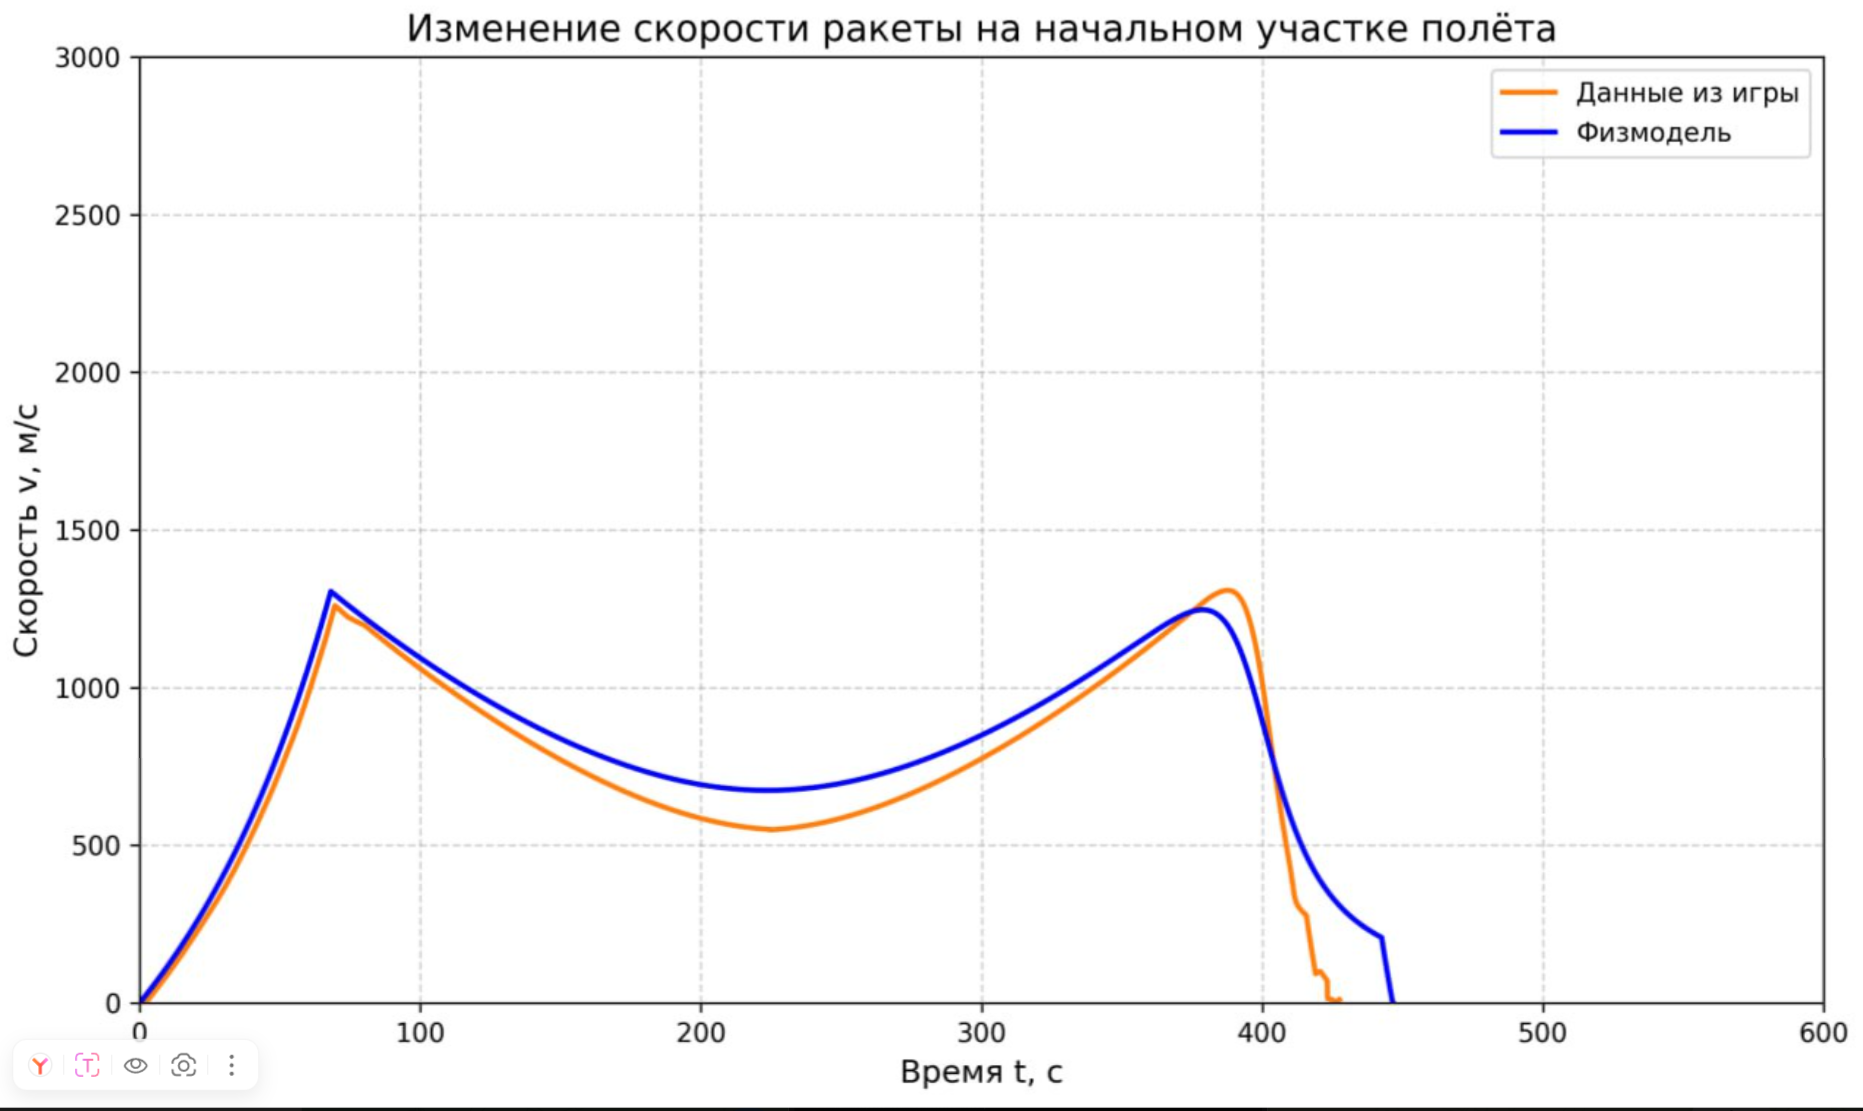 Изменение скорости ракеты на начальном участке полёта
3000
2500
2000
1500
1000
500
0
Скорость v, м/с
Данные из игры
Физмодель
0 100 200 300 400 500 600
Время t, с
Y T